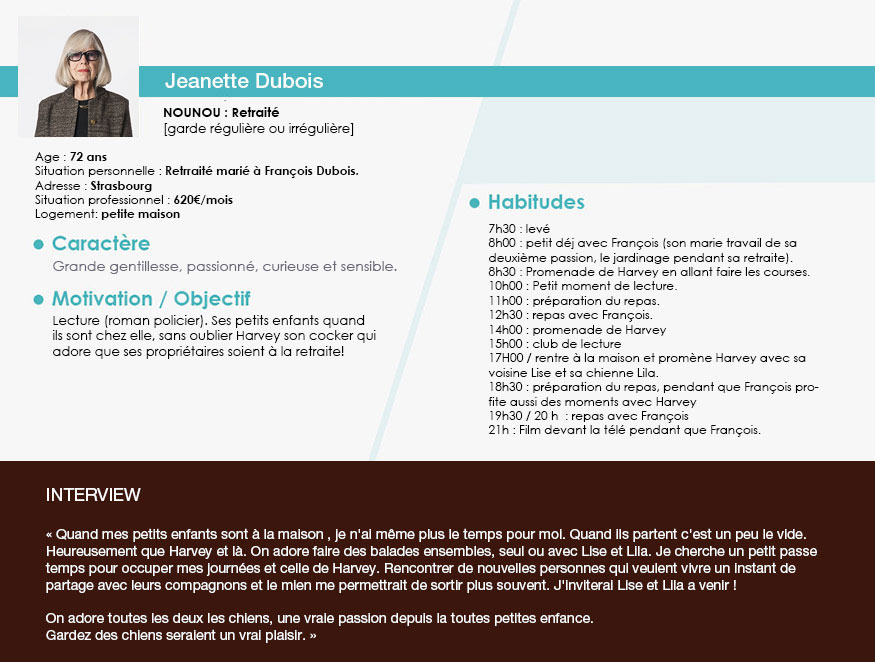 Jeanette Dubois
NOUNOU : Retraité
[garde régulière ou irrégulière]
Age : 72 ans
Situation personnelle : Retrraité marié à François Dubois.
Adresse : Strasbourg
Situation professionnel : 620€/mois
Logement: petite maison
Caractère
Grande gentillesse, passionné, curieuse et sensible.
Motivation / Objectif
Lecture (roman policier). Ses petits enfants quand
ils sont chez elle, sans oublier Harvey son cocker qui
adore que ses propriétaires soient à la retraite!
Habitudes
7h30 : levé
8h00 : petit déj avec François (son marie travail de sa
deuxième passion, le jardinage pendant sa retraite).
8h30 : Promenade de Harvey en allant faire les courses.
10h00 : Petit moment de lecture.
11h00 : préparation du repas.
12h30 : repas avec François.
14h00 : promenade de Harvey
15h00 : club de lecture
17H00 / rentre à la maison et promène Harvey avec sa
voisine Lise et sa chienne Lila.
18h30 : préparation du repas, pendant que François pro-
fite aussi des moments avec Harvey
19h30 / 20 h  : repas avec François
21h : Film devant la télé pendant que François.
INTERVIEW
« Quand mes petits enfants sont à la maison , je n'ai même plus le temps pour moi. Quand ils partent c'est un peu le vide.
Heureusement que Harvey et là. On adore faire des balades ensembles, seul ou avec Lise et Lila. Je cherche un petit passe
temps pour occuper mes journées et celle de Harvey. Rencontrer de nouvelles personnes qui veulent vivre un instant de
partage avec leurs compagnons et le mien me permettrait de sortir plus souvent. J'inviterai Lise et Lila a venir !
On adore toutes les deux les chiens, une vraie passion depuis la toutes petites enfance.
Gardez des chiens seraient un vrai plaisir. »